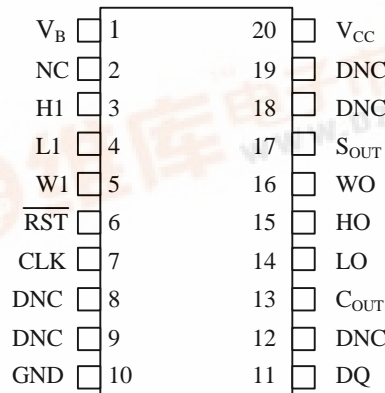 V_B 1 20 V_CC
NC 2 19 DNC
H1 3 18 DNC
L1 4 17 S_OUT
W1 5 16 WO
R̅S̅T̅ 6 15 HO
CLK 7 14 LO
DNC 8 13 C_OUT
DNC 9 12 DNC
GND 10 11 DQ